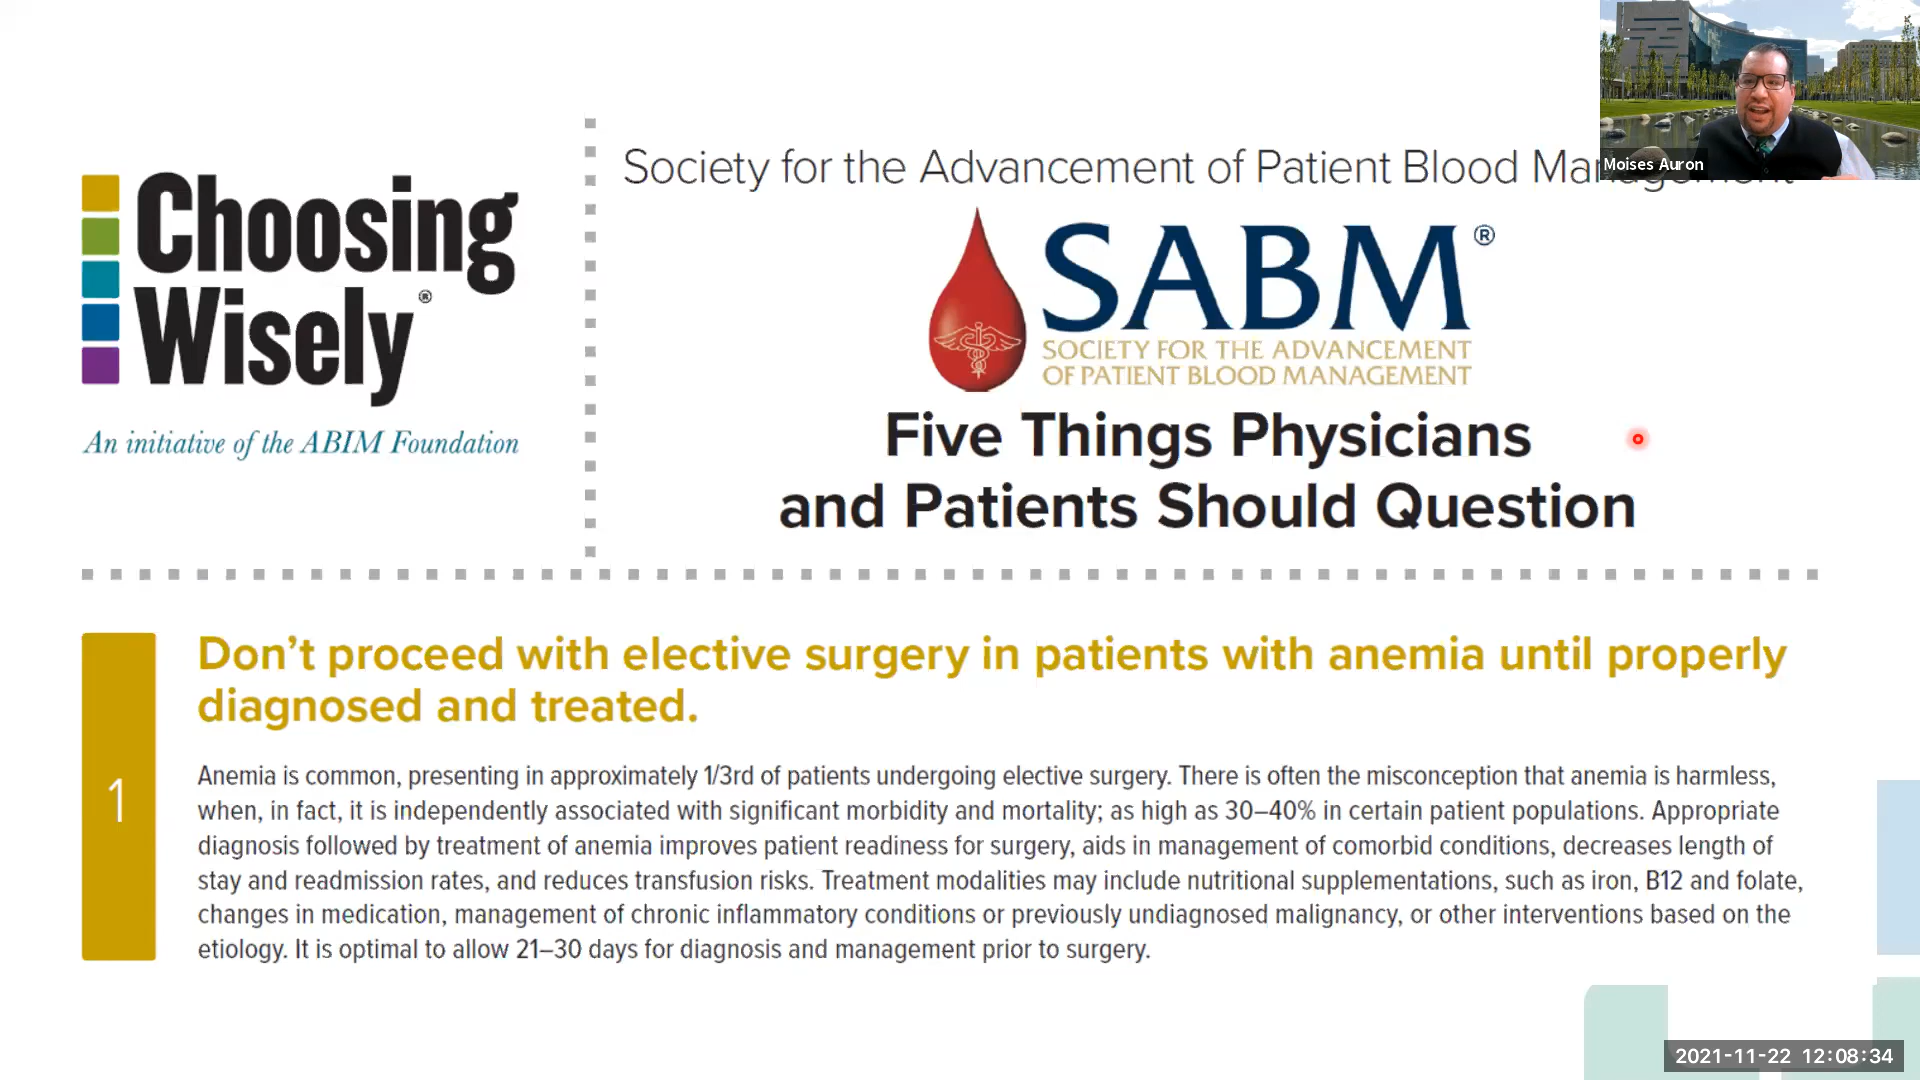 Moises Auron
Choosing
Wisely®
An initiative of the ABIM Foundation
Society for the Advancement of Patient Blood Management
SABM®
SOCIETY FOR THE ADVANCEMENT
OF PATIENT BLOOD MANAGEMENT
Five Things Physicians
and Patients Should Question
1
Don’t proceed with elective surgery in patients with anemia until properly
diagnosed and treated.
Anemia is common, presenting in approximately 1/3rd of patients undergoing elective surgery. There is often the misconception that anemia is harmless,
when, in fact, it is independently associated with significant morbidity and mortality; as high as 30–40% in certain patient populations. Appropriate
diagnosis followed by treatment of anemia improves patient readiness for surgery, aids in management of comorbid conditions, decreases length of
stay and readmission rates, and reduces transfusion risks. Treatment modalities may include nutritional supplementations, such as iron, B12 and folate,
changes in medication, management of chronic inflammatory conditions or previously undiagnosed malignancy, or other interventions based on the
etiology. It is optimal to allow 21–30 days for diagnosis and management prior to surgery.
2021-11-22 12:08:34